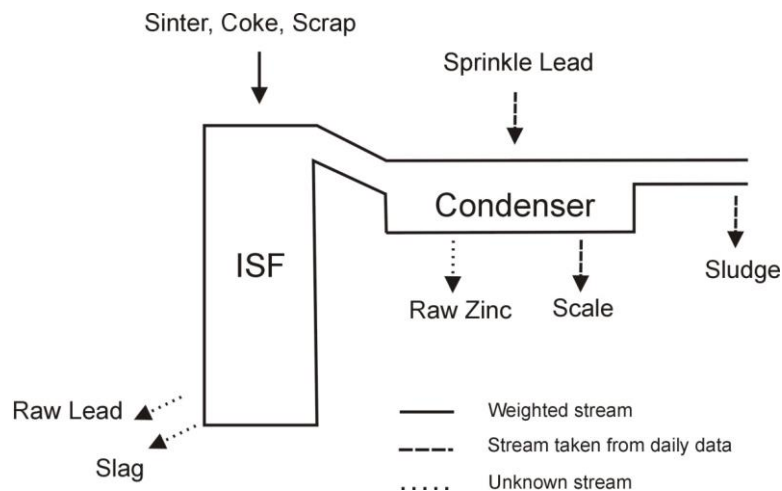 Sinter, Coke, Scrap
Sprinkle Lead
Condenser
ISF
Sludge
Raw Zinc
Scale
Raw Lead
Slag
Weighted stream
Stream taken from daily data
Unknown stream